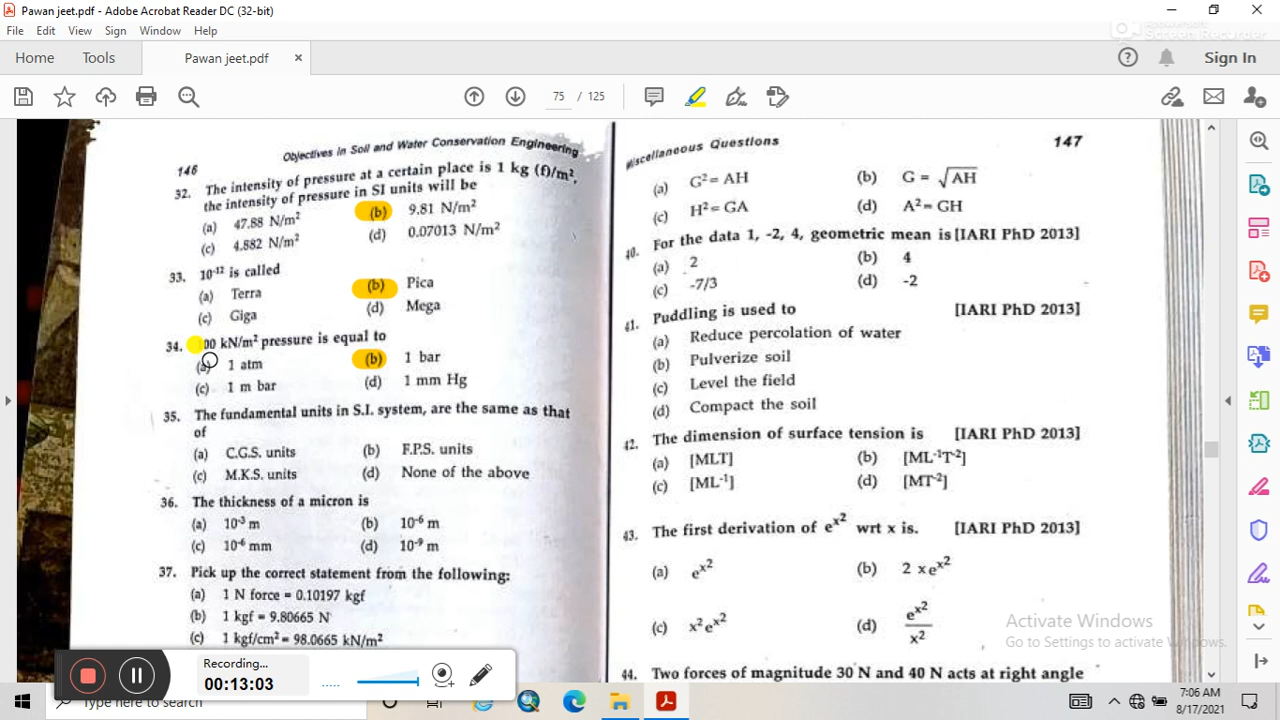 Pawan jeet.pdf - Adobe Acrobat Reader DC (32-bit)
File Edit View Sign Window Help
Screen Recorder
Home Tools Pawan jeet.pdf × Sign In
75 / 125
146 Objectives in Soil and Water Conservation Engineering
32. The intensity of pressure at a certain place is 1 kg (f)/m²,
the intensity of pressure in SI units will be
(a) 47.88 N/m² (b) 9.81 N/m²
(c) 4.882 N/m² (d) 0.07013 N/m²
33. 10⁻¹² is called
(a) Terra (b) Pica
(c) Giga (d) Mega
34. 00 kN/m² pressure is equal to
(a) 1 atm (b) 1 bar
(c) 1 m bar (d) 1 mm Hg
35. The fundamental units in S.I. system, are the same as that
of
(a) C.G.S. units (b) F.P.S. units
(c) M.K.S. units (d) None of the above
36. The thickness of a micron is
(a) 10⁻³ m (b) 10⁻⁶ m
(c) 10⁻⁶ mm (d) 10⁻⁹ m
37. Pick up the correct statement from the following:
(a) 1 N force = 0.10197 kgf
(b) 1 kgf = 9.80665 N
(c) 1 kgf/cm² = 98.0665 kN/m²
Miscellaneous Questions 147
(a) G² = AH (b) G = √AH
(c) H² = GA (d) A² = GH
40. For the data 1, -2, 4, geometric mean is [IARI PhD 2013]
(a) 2 (b) 4
(c) -7/3 (d) -2
41. Puddling is used to [IARI PhD 2013]
(a) Reduce percolation of water
(b) Pulverize soil
(c) Level the field
(d) Compact the soil
42. The dimension of surface tension is [IARI PhD 2013]
(a) [MLT] (b) [ML⁻¹T⁻²]
(c) [ML⁻¹] (d) [MT⁻²]
43. The first derivation of e^x² wrt x is. [IARI PhD 2013]
(a) e^x² (b) 2 xe^x²
(c) x²e^x² (d) e^x²/x²
44. Two forces of magnitude 30 N and 40 N acts at right angle
Activate Windows
Go to Settings to activate Windows.
Recording...
00:13:03
Type here to search
7:06 AM
8/17/2021